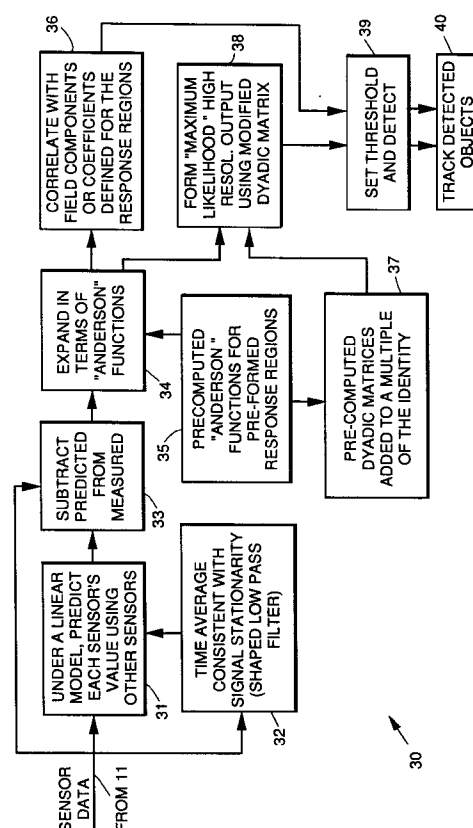 SENSOR
DATA
FROM 11
UNDER A LINEAR
MODEL, PREDICT
EACH SENSOR'S
VALUE USING
OTHER SENSORS
31
TIME AVERAGE
CONSISTENT WITH
SIGNAL STATIONARITY
(SHAPED LOW PASS
FILTER)
32
SUBTRACT
PREDICTED
FROM
MEASURED
33
EXPAND IN
TERMS OF
"ANDERSON"
FUNCTIONS
34
PRECOMPUTED
"ANDERSON"
FUNCTIONS FOR
PRE-FORMED
RESPONSE REGIONS
35
CORRELATE WITH
FIELD COMPONENTS
OR COEFFICIENTS
DEFINED FOR THE
RESPONSE REGIONS
36
PRE-COMPUTED
DYADIC MATRICES
ADDED TO A MULTIPLE
OF THE IDENTITY
37
FORM "MAXIMUM
LIKELIHOOD" HIGH
RESOL. OUTPUT
USING MODIFIED
DYADIC MATRIX
38
SET THRESHOLD
AND DETECT
39
TRACK DETECTED
OBJECTS
40
30